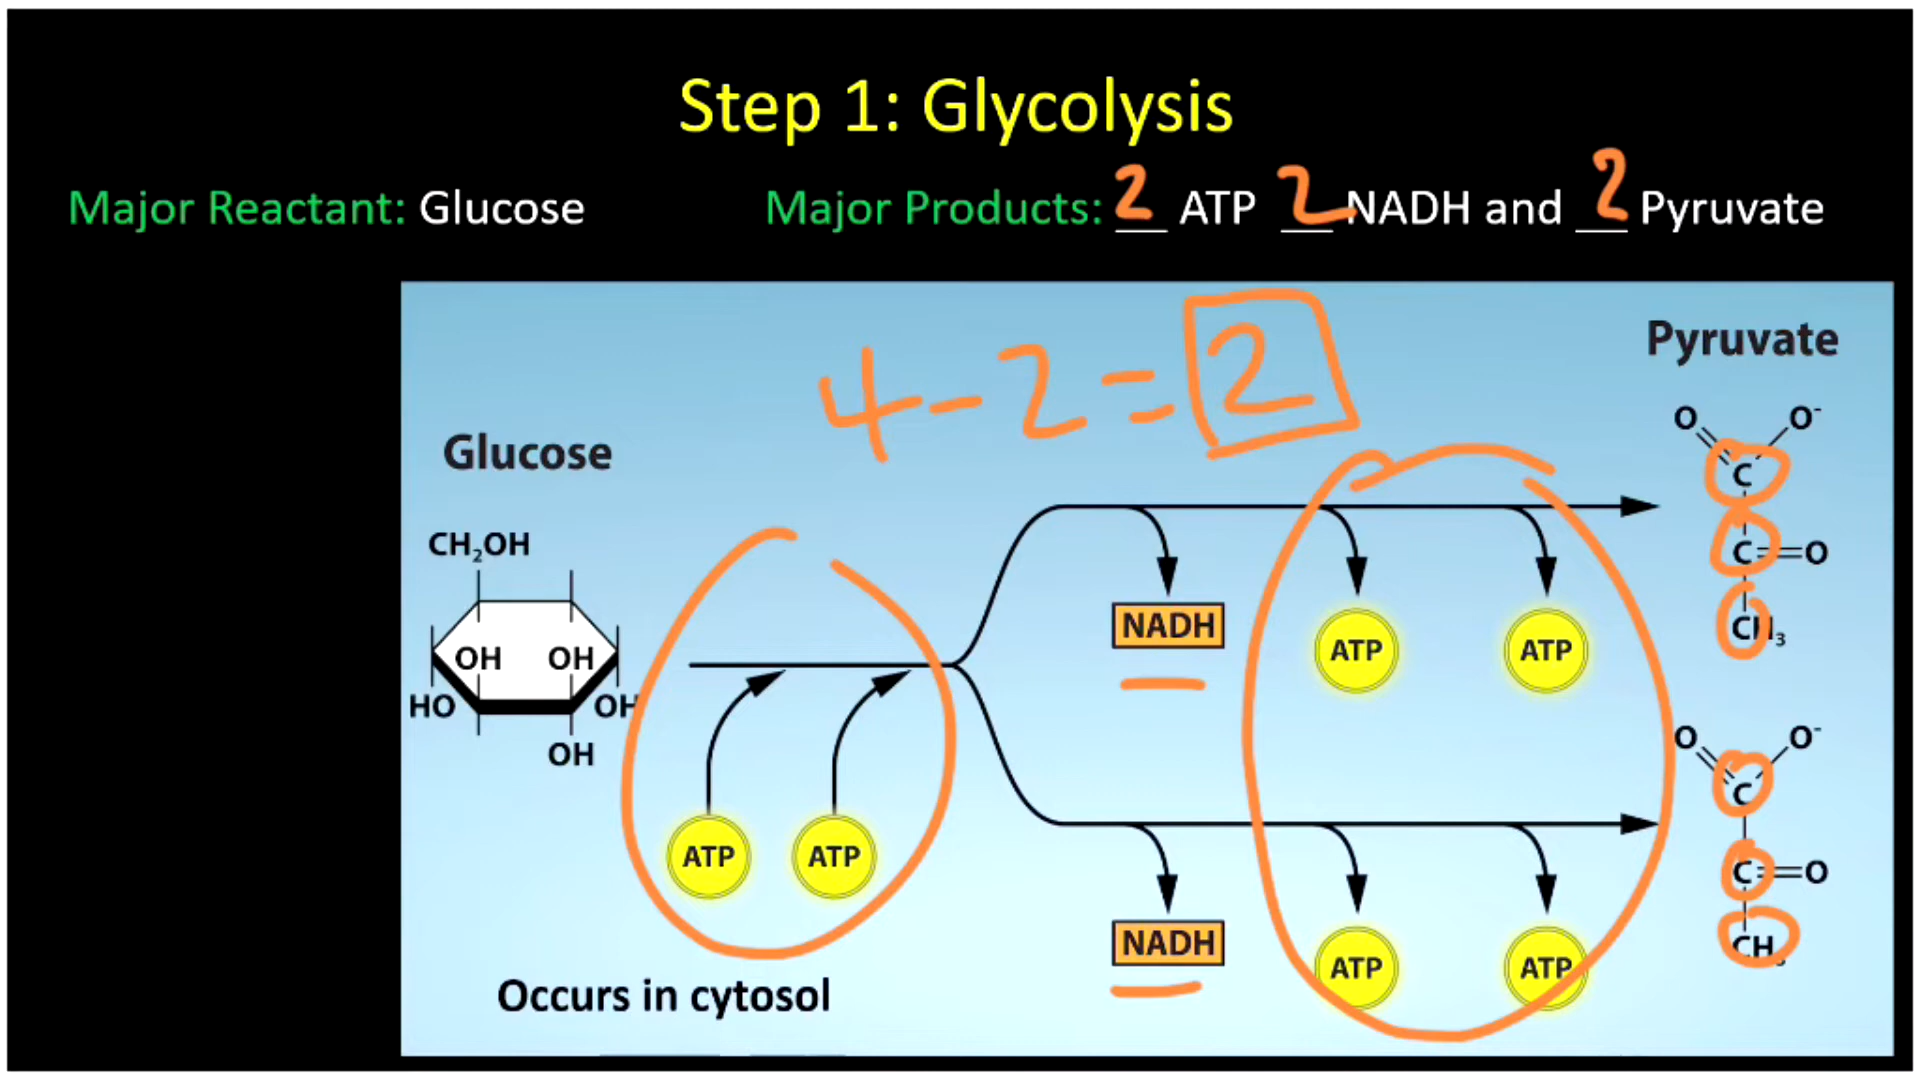 Step 1: Glycolysis
Major Reactant: Glucose
Major Products: 2 ATP 2 NADH and 2 Pyruvate
4 - 2 = 2
Pyruvate
Glucose
O O⁻
C
C=O
CH₃
CH₂OH
OH OH
HO OH
OH
NADH ATP ATP
ATP ATP
O O⁻
C
C=O
CH₃
NADH ATP ATP
Occurs in cytosol